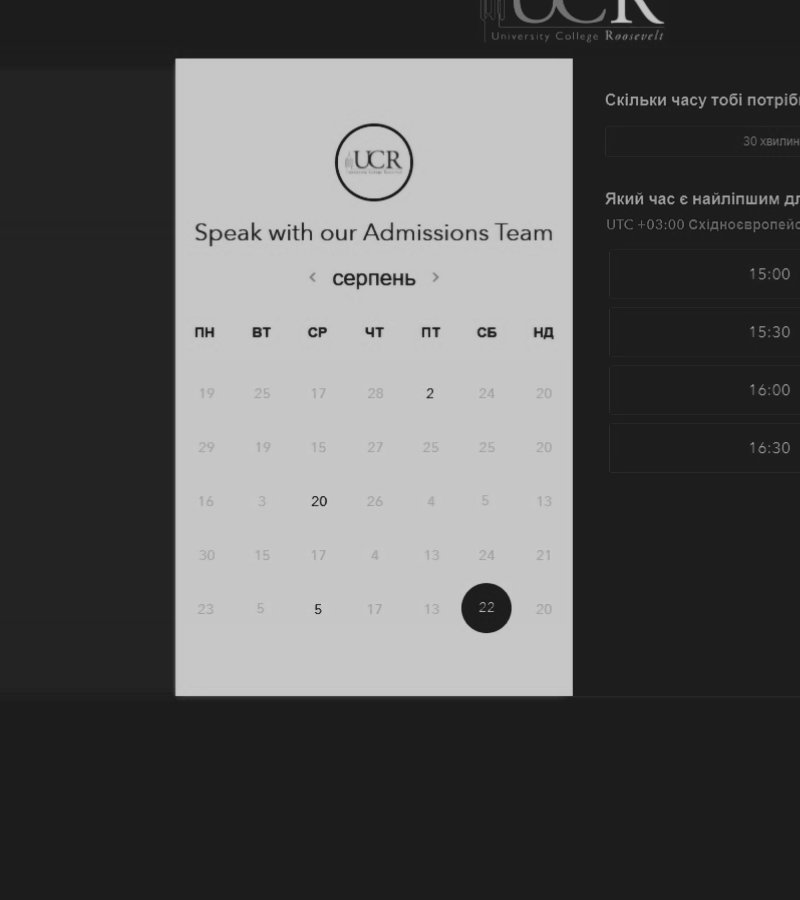 UCR
University College Roosevelt
UCR
Speak with our Admissions Team
< серпень >
ПН ВТ СР ЧТ ПТ СБ НД
19 25 17 28 2 24 20
29 19 15 27 25 25 20
16 3 20 26 4 5 13
30 15 17 4 13 24 21
23 5 5 17 13 22 20
Скільки часу тобі потріб
30 хвилин
Який час є найліпшим дл
UTC +03:00 Східноєвропейс
15:00
15:30
16:00
16:30